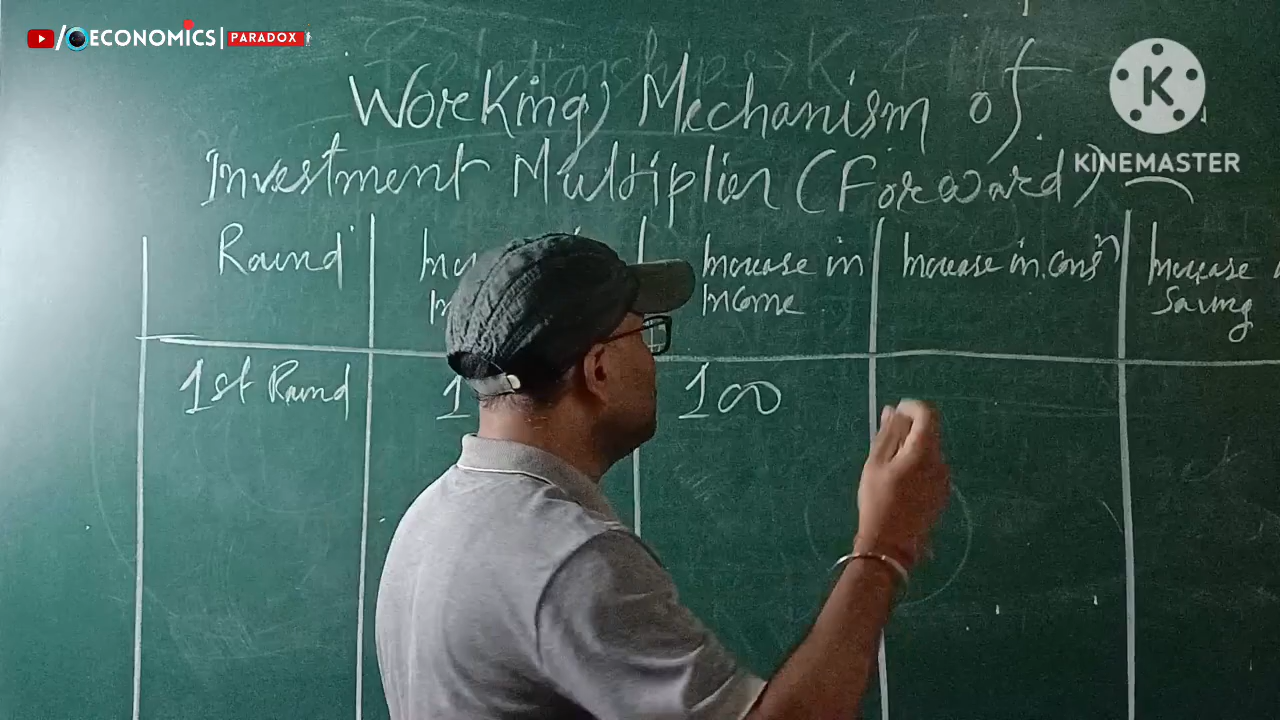 /ECONOMICS| PARADOX
K
KINEMASTER
Relationship → K &
Working Mechanism of
Investment Multiplier (Forward)
Round
Increase in Income
Increase in Consⁿ
Increase
Saving
1st Round
100